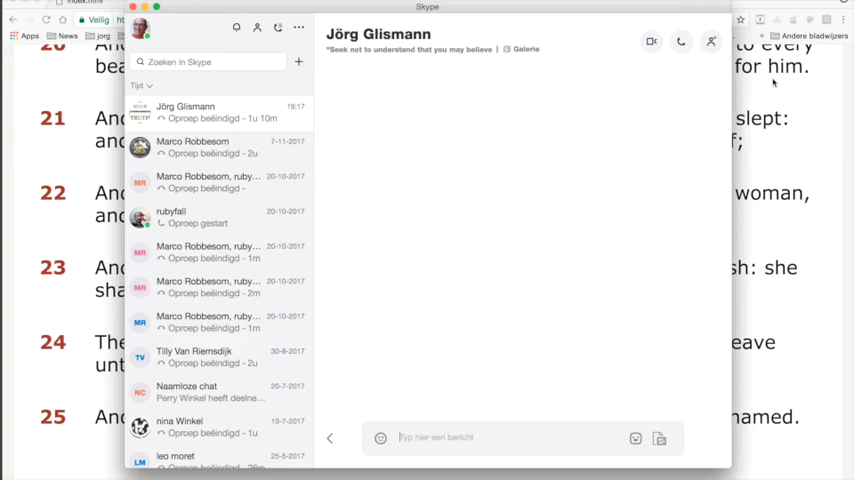 index.html
Skype
Veilig
Apps
News
jorg
Andere bladwijzers
Jörg Glismann
"Seek not to understand that you may believe | Galerie
Zoeken in Skype
Tijd
Jörg Glismann 19:17
Oproep beëindigd - 1u 10m
Marco Robbesom 7-11-2017
Oproep beëindigd - 2u
MR
Marco Robbesom, ruby... 20-10-2017
Oproep beëindigd -
rubyfall 20-10-2017
Oproep gestart
MR
Marco Robbesom, ruby... 20-10-2017
Oproep beëindigd - 1m
MR
Marco Robbesom, ruby... 20-10-2017
Oproep beëindigd - 2m
MR
Marco Robbesom, ruby... 20-10-2017
Oproep beëindigd - 1m
TV
Tilly Van Riemsdijk 30-8-2017
Oproep beëindigd - 2u
NC
Naamloze chat 20-7-2017
Perry Winkel heeft deelne...
nina Winkel 13-7-2017
Oproep beëindigd - 1u
LM
leo moret 25-5-2017
Oproep beëindigd - 26m
Typ hier een bericht
20 And to every
bea for him.
21 And slept:
and f;
22 And woman,
and
23 And sh: she
sha
24 The eave
unt
25 And named.